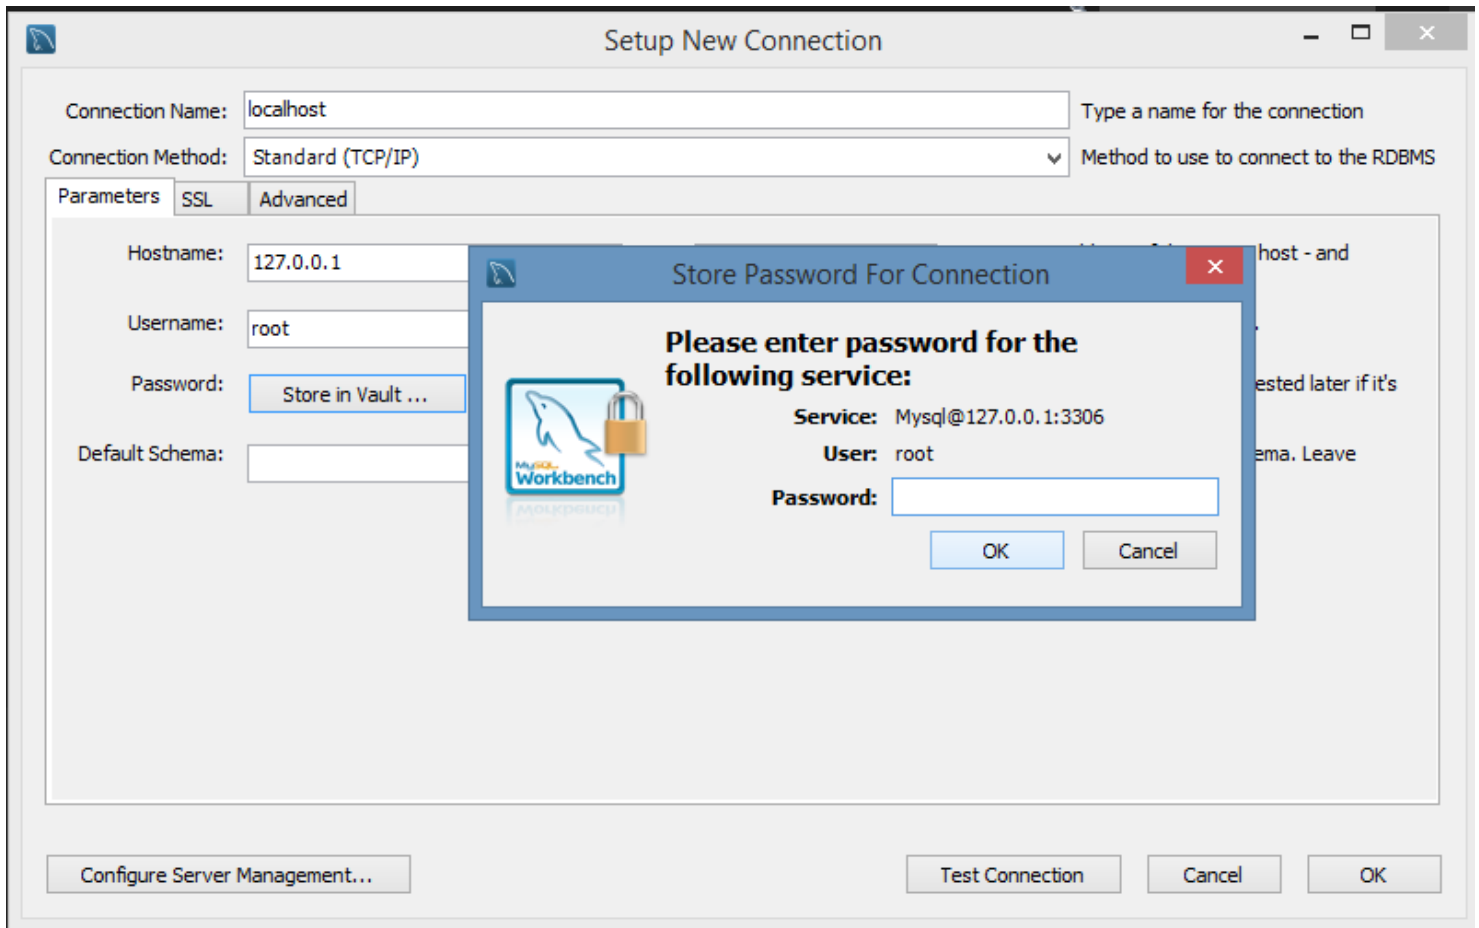 Setup New Connection
Connection Name: localhost Type a name for the connection
Connection Method: Standard (TCP/IP) Method to use to connect to the RDBMS
Parameters SSL Advanced
Hostname: 127.0.0.1 host - and
Username: root
Password: Store in Vault ... ested later if it's
Default Schema: ema. Leave
Store Password For Connection
Please enter password for the
following service:
Service: Mysql@127.0.0.1:3306
User: root
Password:
MySQL
Workbench
OK Cancel
Configure Server Management... Test Connection Cancel OK